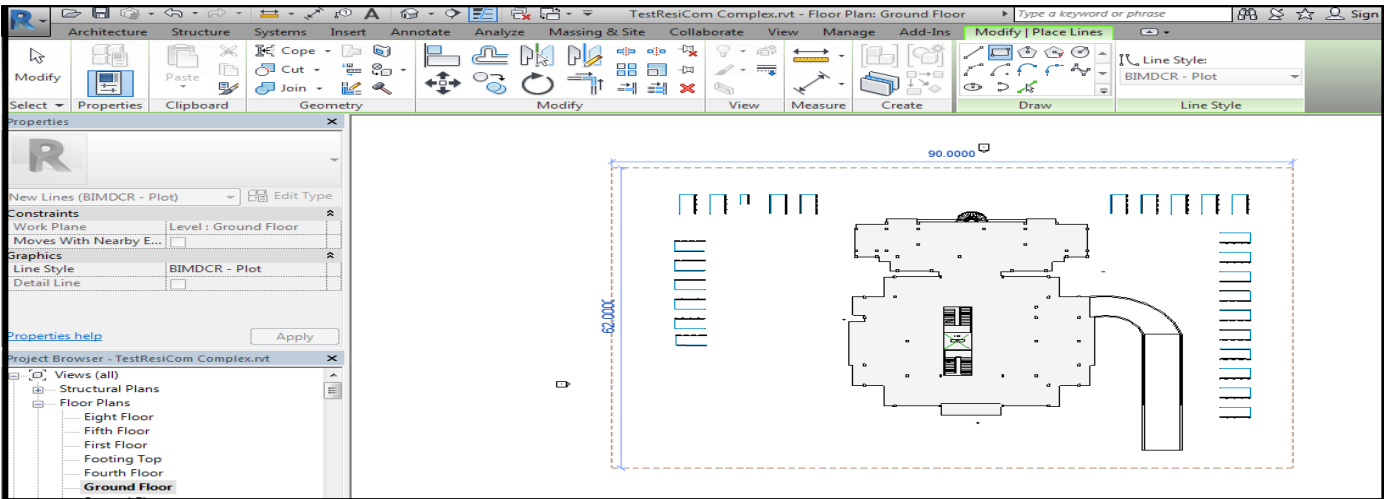 TestResiCom Complex.rvt - Floor Plan: Ground Floor Type a keyword or phrase Sign
Architecture Structure Systems Insert Annotate Analyze Massing & Site Collaborate View Manage Add-Ins Modify | Place Lines
Modify Paste Cope Cut Join Line Style:
BIMDCR - Plot
Select Properties Clipboard Geometry Modify View Measure Create Draw Line Style
Properties
R
New Lines (BIMDCR - Plot) Edit Type
Constraints
Work Plane Level : Ground Floor
Moves With Nearby E...
Graphics
Line Style BIMDCR - Plot
Detail Line
Properties help Apply
Project Browser - TestResiCom Complex.rvt
Views (all)
Structural Plans
Floor Plans
Eight Floor
Fifth Floor
First Floor
Footing Top
Fourth Floor
Ground Floor
90.0000
62.0000